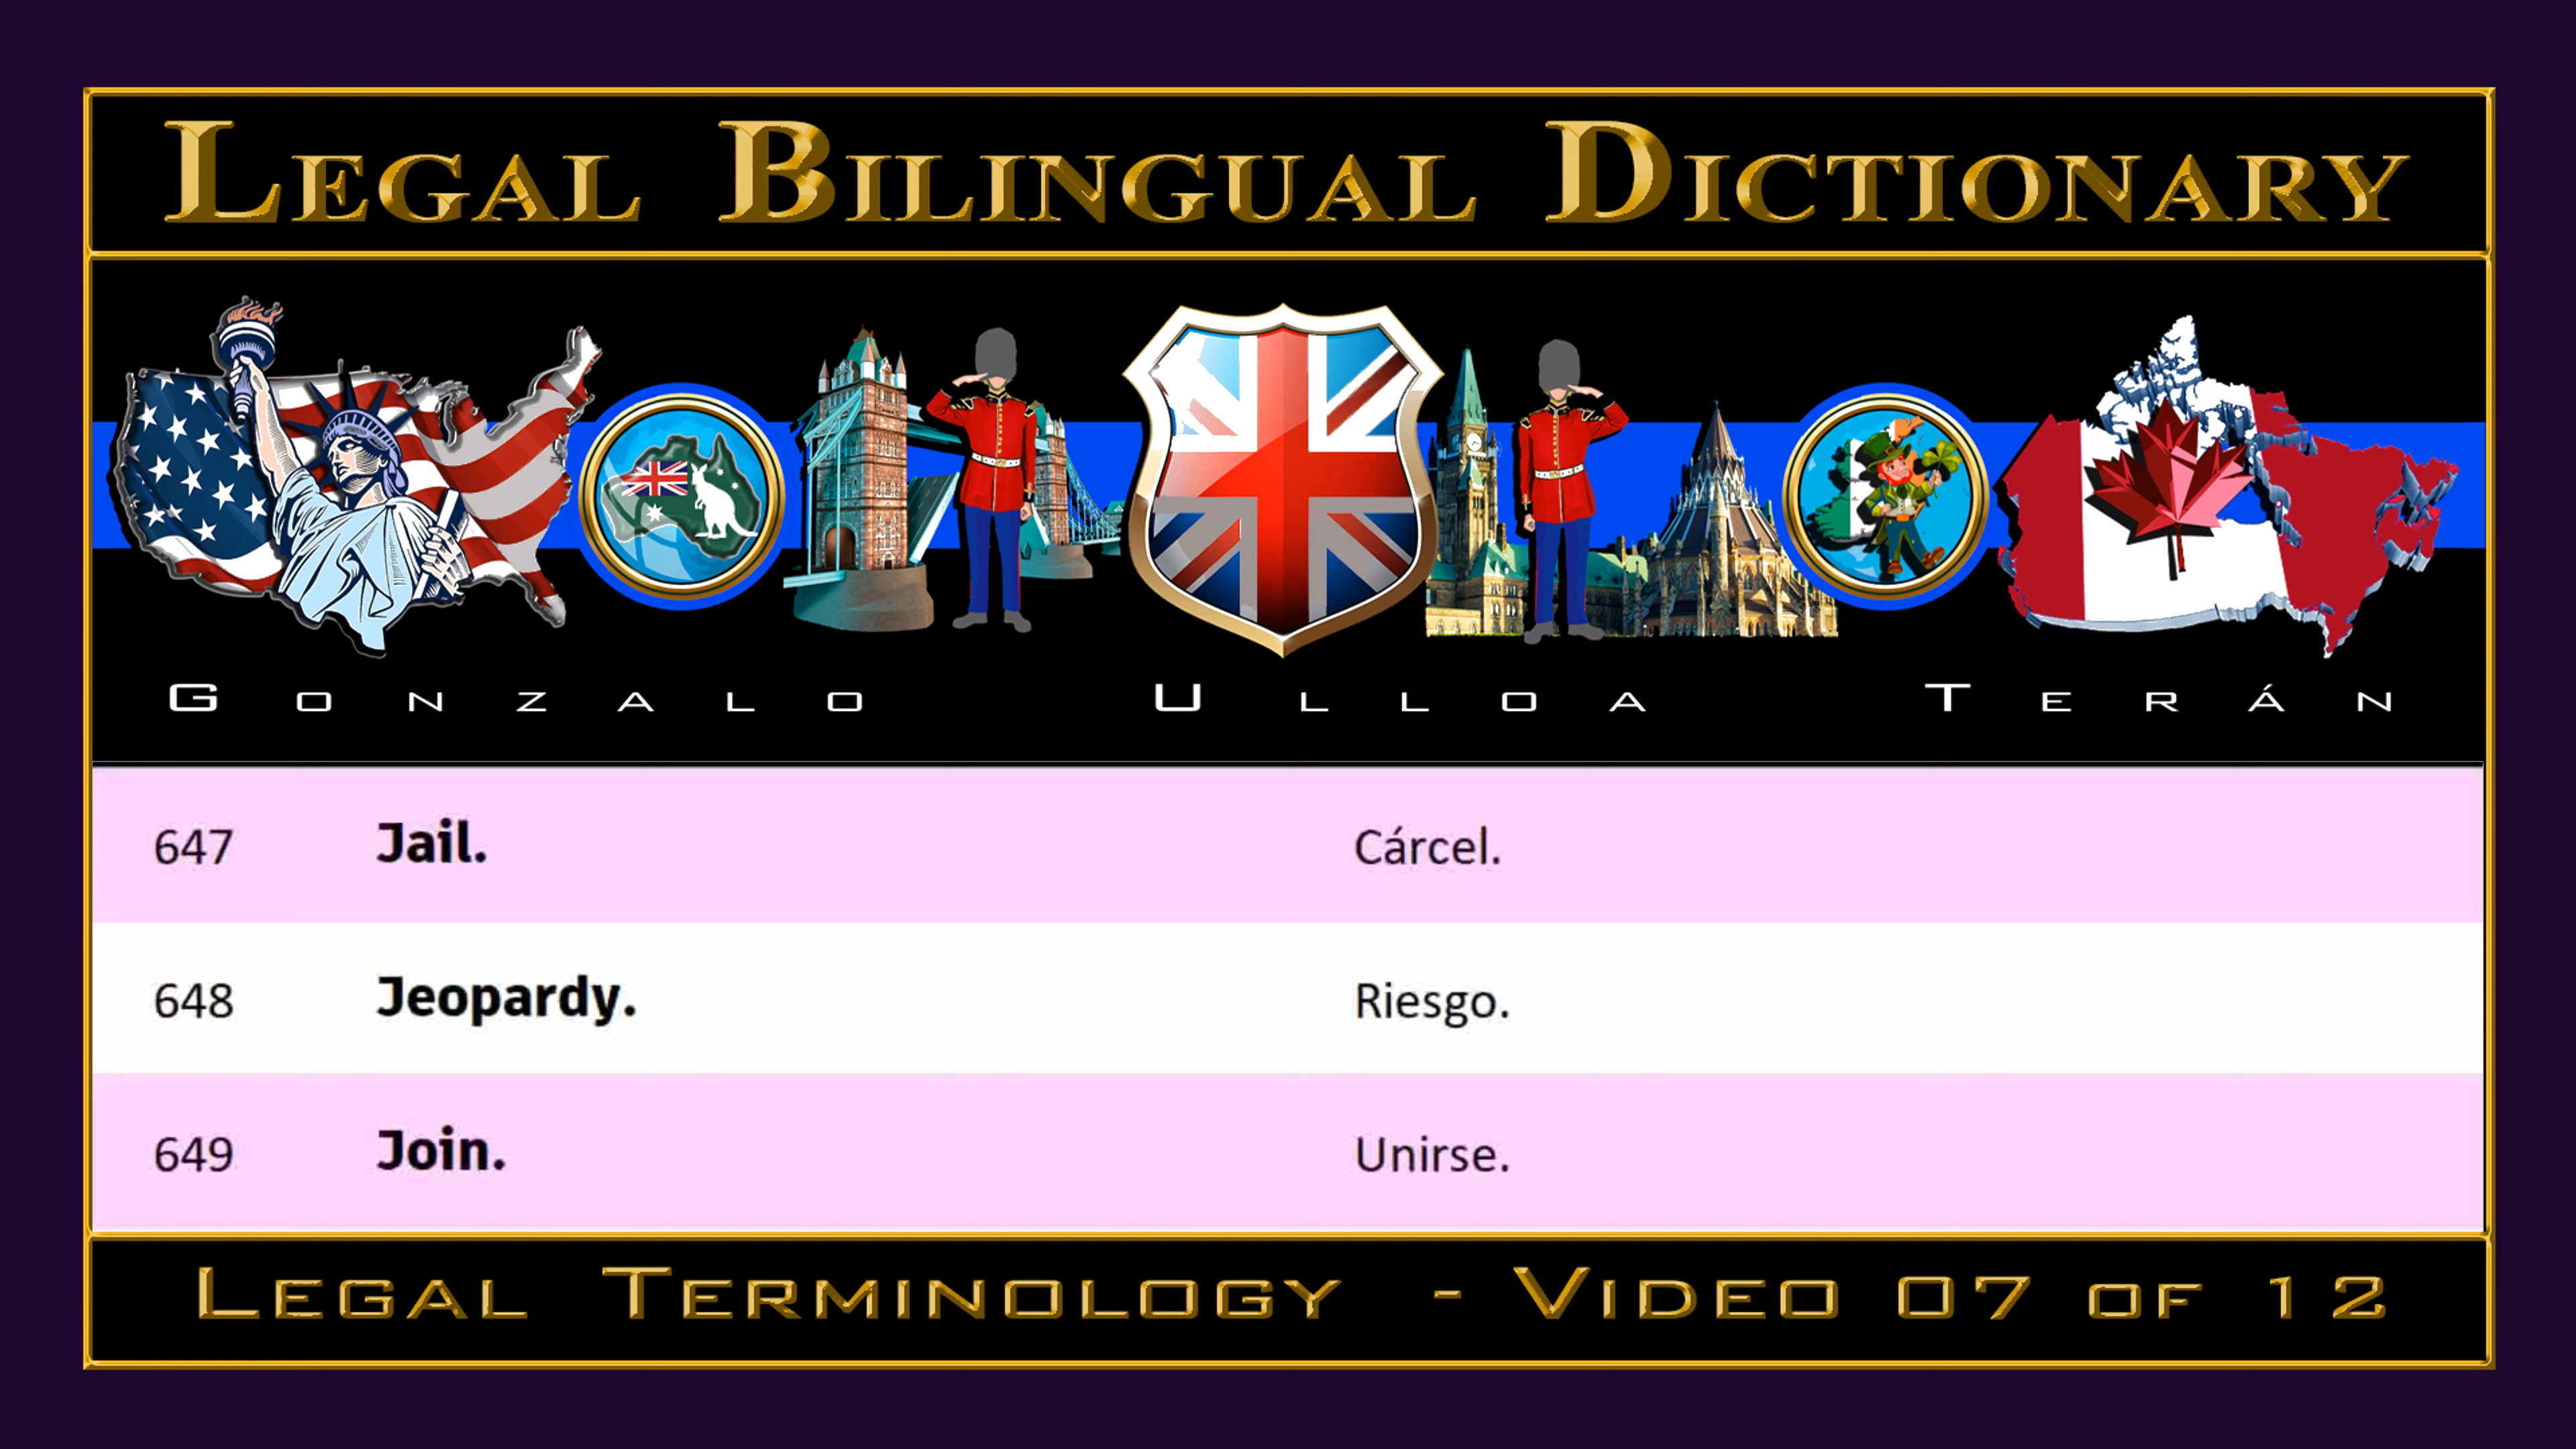 Legal Bilingual Dictionary
Gonzalo Ulloa Terán
647 Jail. Cárcel.
648 Jeopardy. Riesgo.
649 Join. Unirse.
Legal Terminology - Video 07 of 12